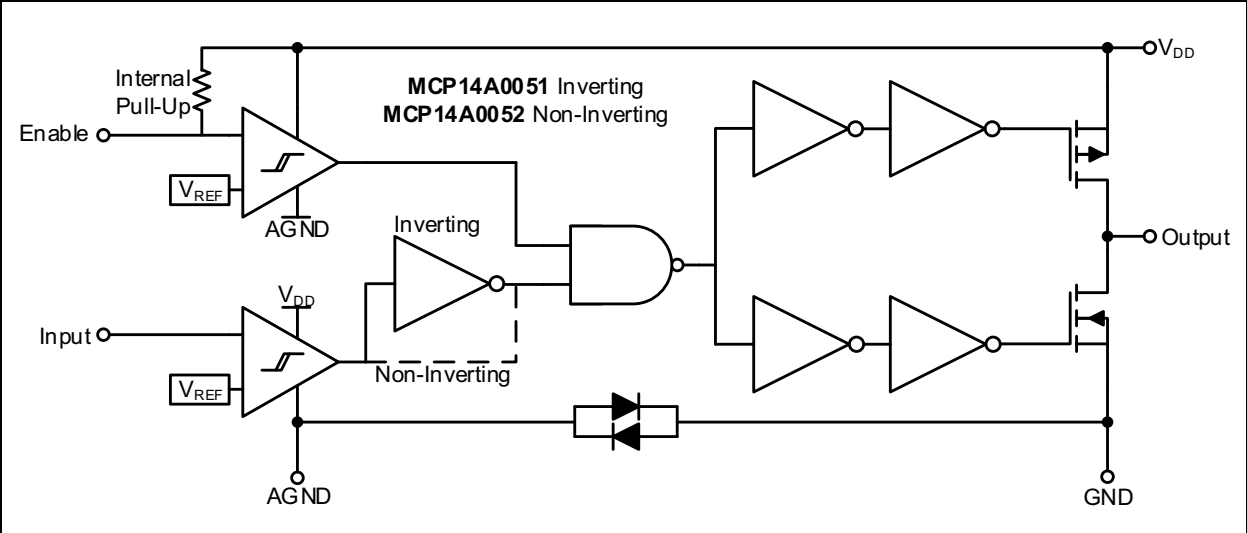 Internal
Pull-Up
MCP14A0051 Inverting
MCP14A0052 Non-Inverting
VDD
Enable
VREF
AGND
Inverting
Output
VDD
Input
Non-Inverting
VREF
AGND
GND